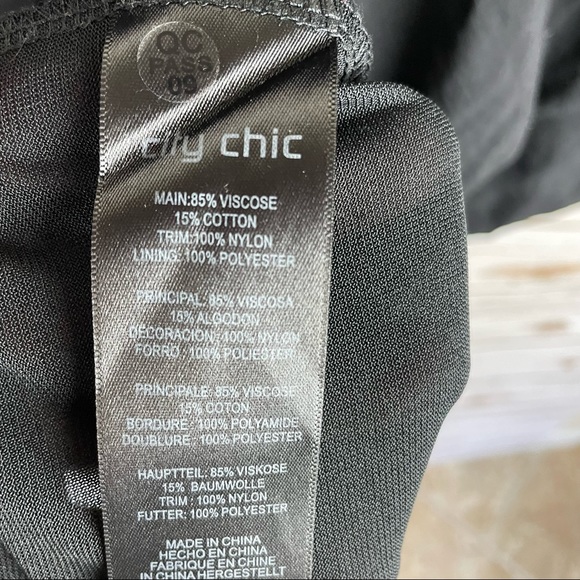 QC
PASS
09
city chic
MAIN:85% VISCOSE
15% COTTON
TRIM:100% NYLON
LINING: 100% POLYESTER
PRINCIPAL: 85% VISCOSA
15% ALGODON
DECORACION: 100% NYLON
FORRO : 100% POLIESTER
PRINCIPALE: 85% VISCOSE
15% COTON
BORDURE : 100% POLYAMIDE
DOUBLURE : 100% POLYESTER
HAUPTTEIL: 85% VISKOSE
15% BAUMWOLLE
TRIM : 100% NYLON
FUTTER: 100% POLYESTER
MADE IN CHINA
HECHO EN CHINA
FABRIQUE EN CHINE
IN CHINA HERGESTELLT